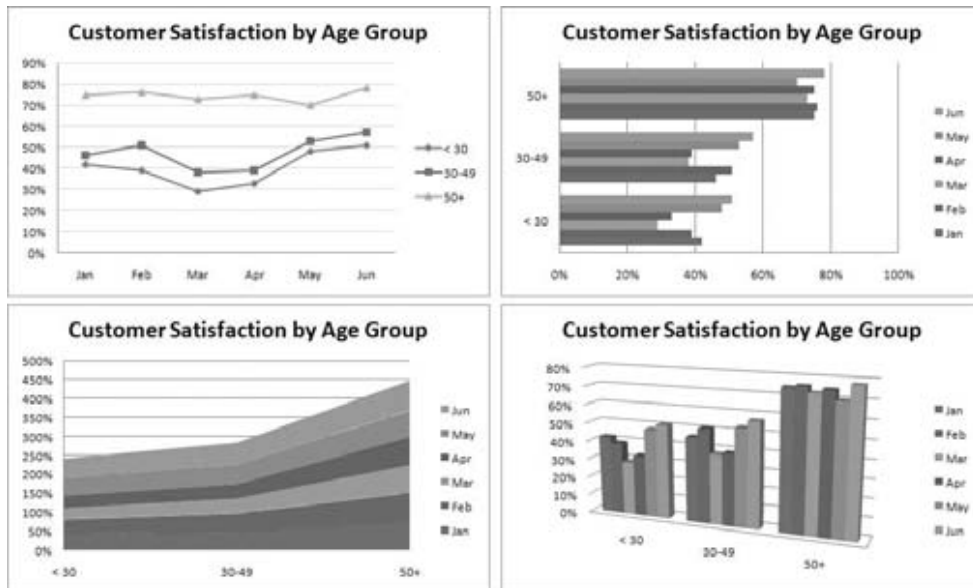 Customer Satisfaction by Age Group
90%
80%
70%
60%
50%
40%
30%
20%
10%
0%
Jan Feb Mar Apr May Jun
< 30
30-49
50+
Customer Satisfaction by Age Group
50+
30-49
< 30
0% 20% 40% 60% 80% 100%
Jun
May
Apr
Mar
Feb
Jan
Customer Satisfaction by Age Group
500%
450%
400%
350%
300%
250%
200%
150%
100%
50%
0%
< 30 30-49 50+
Jun
May
Apr
Mar
Feb
Jan
Customer Satisfaction by Age Group
80%
70%
60%
50%
40%
30%
20%
10%
0%
< 30
30-49
50+
Jan
Feb
Mar
Apr
May
Jun